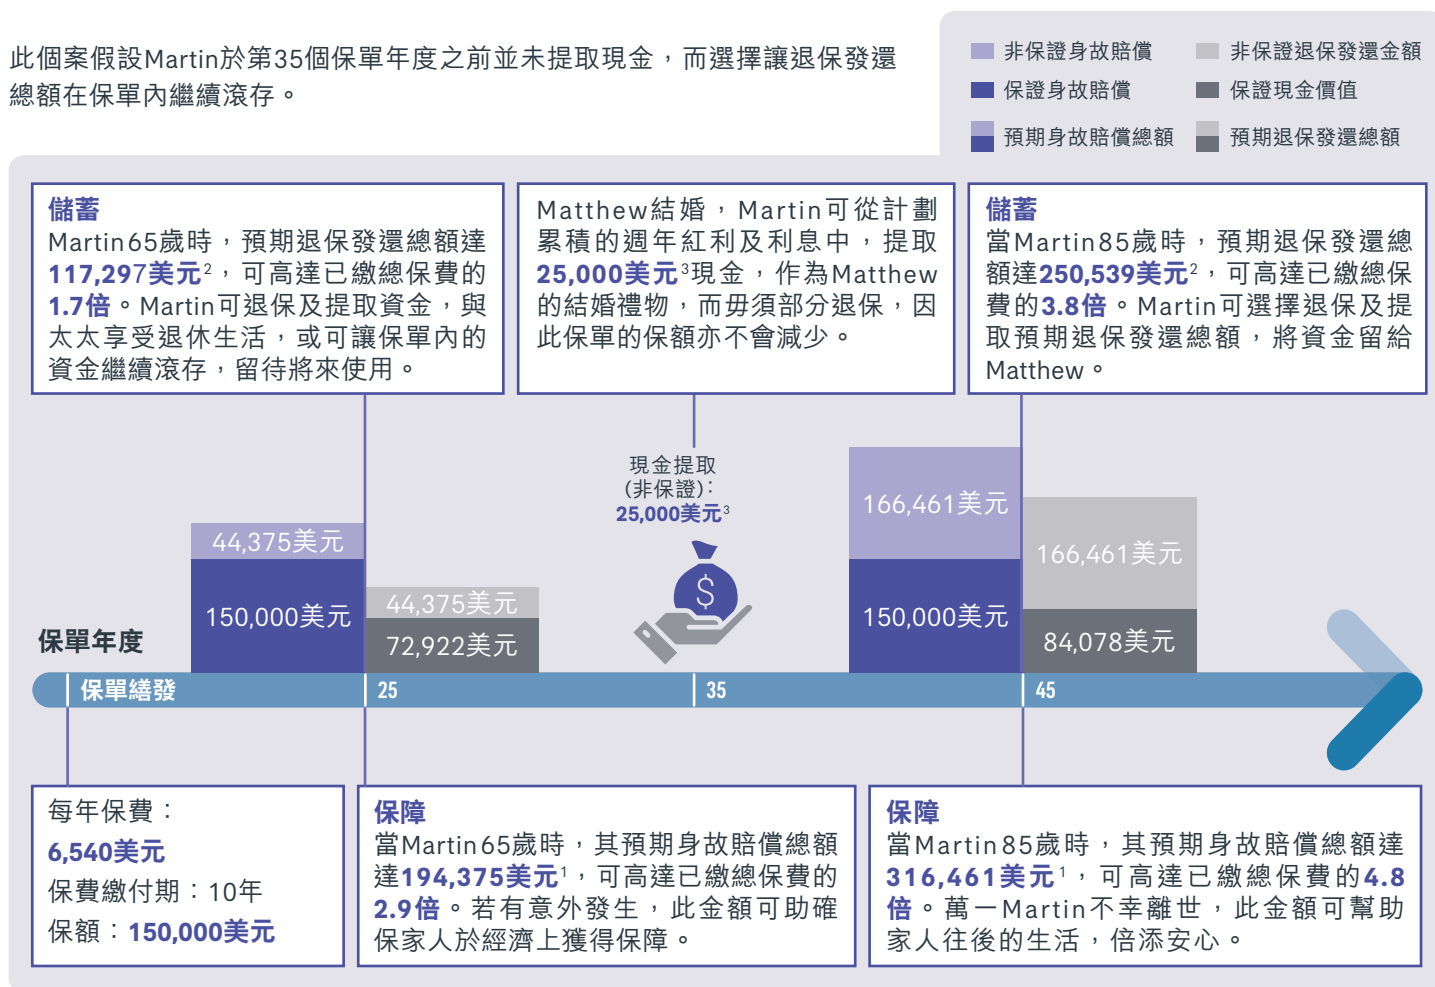 此個案假設Martin於第35個保單年度之前並未提取現金，而選擇讓退保發還
總額在保單內繼續滾存。
非保證身故賠償
非保證退保發還金額
保證身故賠償
保證現金價值
預期身故賠償總額
預期退保發還總額
儲蓄
Martin65歲時，預期退保發還總額達
117,297美元2，可高達已繳總保費的
1.7倍。Martin可退保及提取資金，與
太太享受退休生活，或可讓保單內的
資金繼續滾存，留待將來使用。
Matthew結婚，Martin可從計劃
累積的週年紅利及利息中，提取
25,000美元3現金，作為Matthew
的結婚禮物，而毋須部分退保，因
此保單的保額亦不會減少。
儲蓄
當Martin85歲時，預期退保發還總
額達250,539美元2，可高達已繳總保
費的3.8倍。Martin可選擇退保及提
取預期退保發還總額，將資金留給
Matthew。
現金提取
(非保證)：
25,000美元3
$
44,375美元
150,000美元
44,375美元
72,922美元
166,461美元
150,000美元
166,461美元
84,078美元
保單年度
保單繕發
25
35
45
每年保費：
6,540美元
保費繳付期：10年
保額：150,000美元
保障
當Martin65歲時，其預期身故賠償總額
達194,375美元1，可高達已繳總保費的
2.9倍。若有意外發生，此金額可助確
保家人於經濟上獲得保障。
保障
當Martin85歲時，其預期身故賠償總額達
316,461美元1，可高達已繳總保費的4.8
倍。萬一Martin不幸離世，此金額可幫助
家人往後的生活，倍添安心。